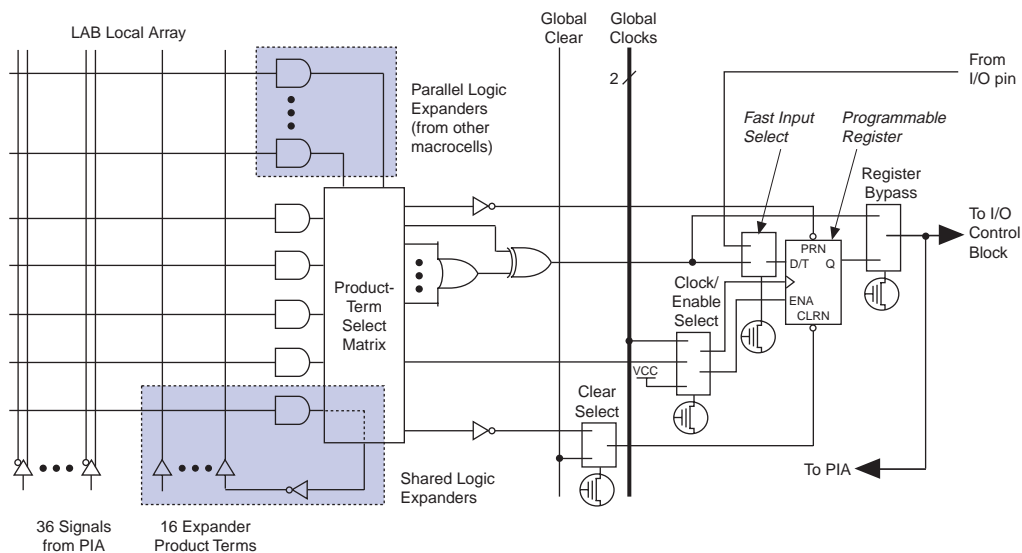 LAB Local Array
Global
Clear
Global
Clocks
2
From
I/O pin
Parallel Logic
Expanders
(from other
macrocells)
Fast Input
Select
Programmable
Register
Register
Bypass
To I/O
Control
Block
PRN
D/T
Q
ENA
CLRN
Clock/
Enable
Select
Product-
Term
Select
Matrix
VCC
Clear
Select
To PIA
Shared Logic
Expanders
36 Signals
from PIA
16 Expander
Product Terms